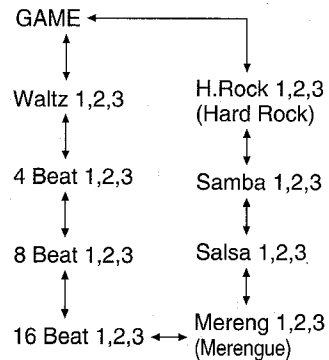 GAME
Waltz 1,2,3
4 Beat 1,2,3
8 Beat 1,2,3
16 Beat 1,2,3
Mereng 1,2,3
(Merengue)
Salsa 1,2,3
Samba 1,2,3
H.Rock 1,2,3
(Hard Rock)